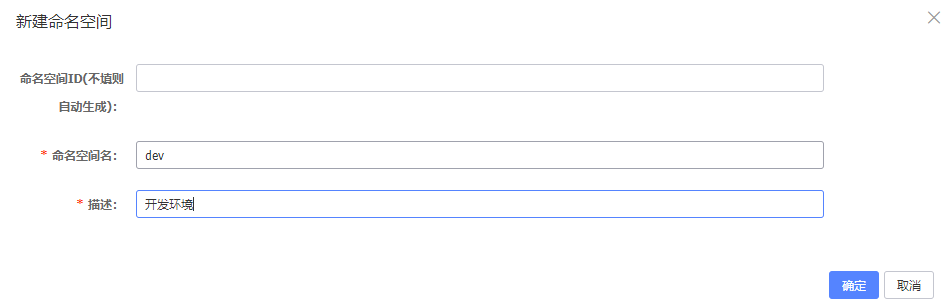 新建命名空间
命名空间ID(不填则
自动生成):
* 命名空间名:
dev
* 描述:
开发环境
确定
取消